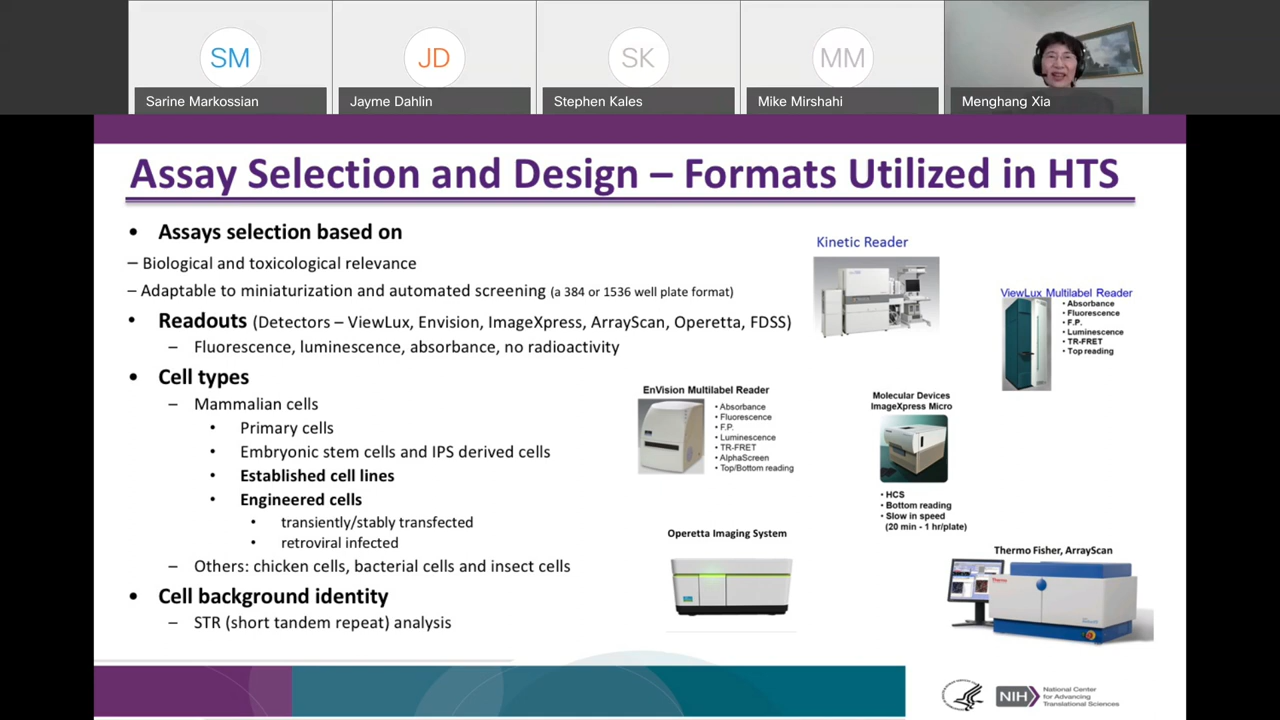 SM
JD
SK
MM
Sarine Markossian
Jayme Dahlin
Stephen Kales
Mike Mirshahi
Menghang Xia
Assay Selection and Design – Formats Utilized in HTS
• Assays selection based on
– Biological and toxicological relevance
– Adaptable to miniaturization and automated screening (a 384 or 1536 well plate format)
• Readouts (Detectors – ViewLux, Envision, ImageXpress, ArrayScan, Operetta, FDSS)
– Fluorescence, luminescence, absorbance, no radioactivity
• Cell types
– Mammalian cells
• Primary cells
• Embryonic stem cells and IPS derived cells
• Established cell lines
• Engineered cells
• transiently/stably transfected
• retroviral infected
– Others: chicken cells, bacterial cells and insect cells
• Cell background identity
– STR (short tandem repeat) analysis
Kinetic Reader
ViewLux Multilabel Reader
• Absorbance
• Fluorescence
• F.P.
• Luminescence
• TR-FRET
• Top reading
EnVision Multilabel Reader
• Absorbance
• Fluorescence
• F.P.
• Luminescence
• TR-FRET
• AlphaScreen
• Top/Bottom reading
Molecular Devices
ImageXpress Micro
• HCS
• Bottom reading
• Slow in speed
(20 min - 1 hr/plate)
Operetta Imaging System
Thermo Fisher, ArrayScan
Thermo
NIH
National Center
for Advancing
Translational Sciences